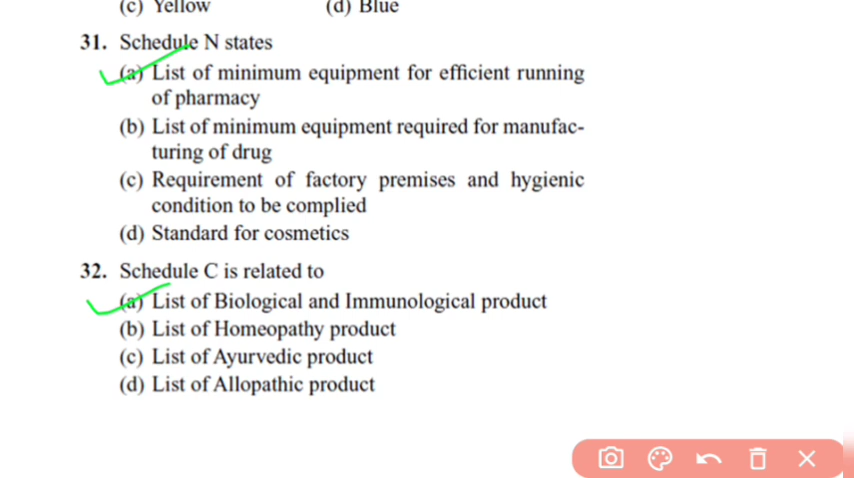 (c) Yellow (d) Blue
31. Schedule N states
(a) List of minimum equipment for efficient running
of pharmacy
(b) List of minimum equipment required for manufac-
turing of drug
(c) Requirement of factory premises and hygienic
condition to be complied
(d) Standard for cosmetics
32. Schedule C is related to
(a) List of Biological and Immunological product
(b) List of Homeopathy product
(c) List of Ayurvedic product
(d) List of Allopathic product